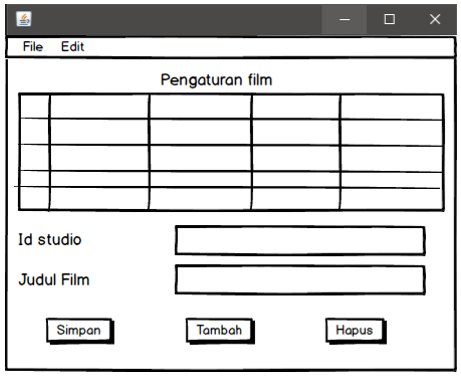 File Edit
Pengaturan film
Id studio
Judul Film
Simpan Tambah Hapus